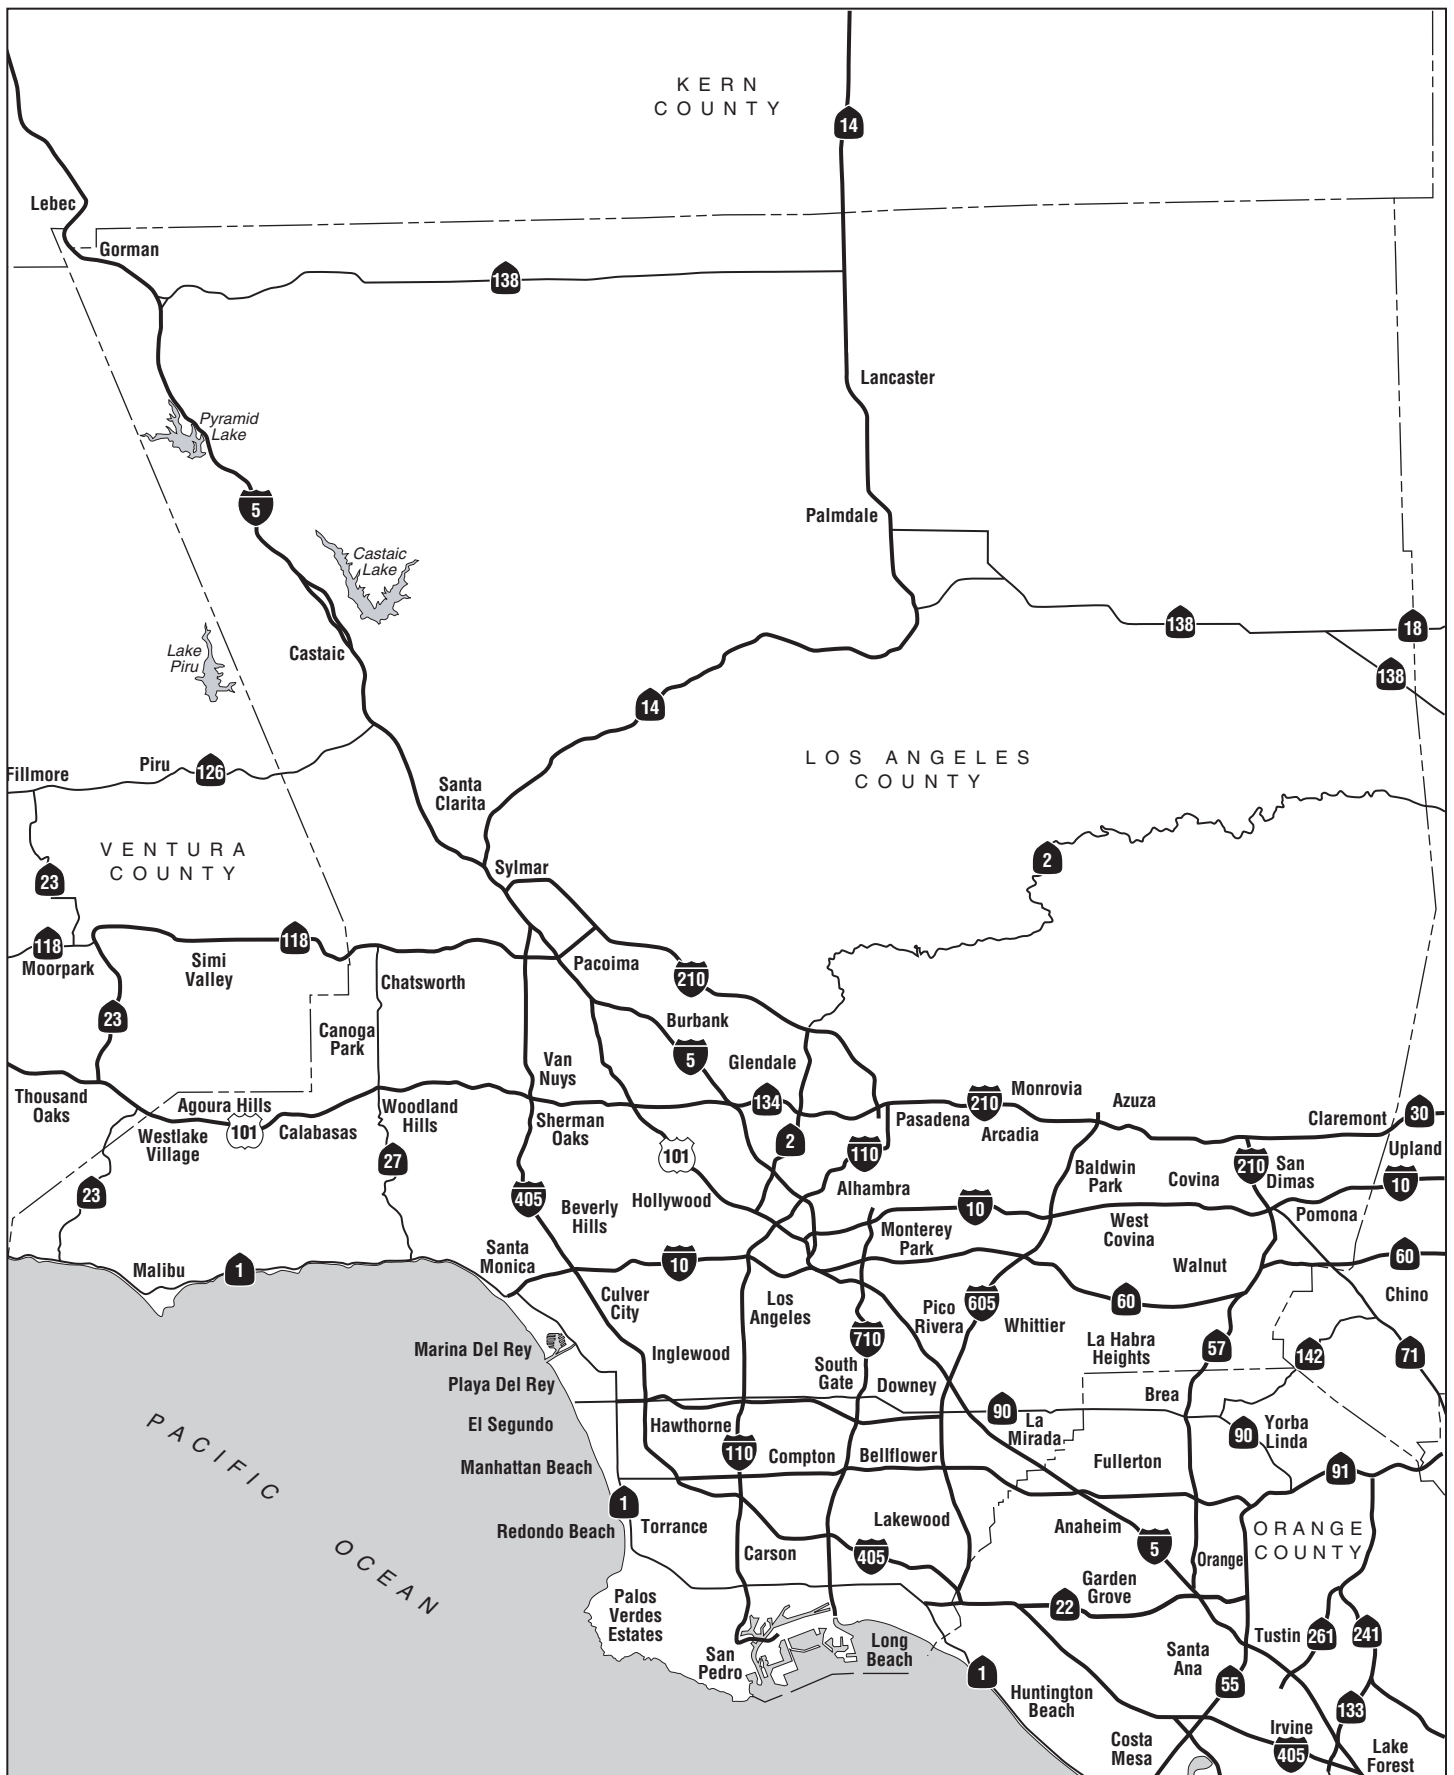 KERN
COUNTY
14
Lebec
Gorman
138
Lancaster
Pyramid
Lake
5
Palmdale
Castaic
Lake
138
18
Lake
Piru
Castaic
138
14
LOS ANGELES
COUNTY
Fillmore
Piru
126
Santa
Clarita
VENTURA
COUNTY
2
Sylmar
23
118
118
Moorpark
Simi
Valley
Chatsworth
Pacoima
210
23
Canoga
Park
Burbank
5
Van
Nuys
Glendale
Thousand
Oaks
Agoura Hills
101
Calabasas
Woodland
Hills
Westlake
Village
134
210
Monrovia
Azuza
Pasadena
Arcadia
Claremont
30
Upland
Sherman
Oaks
2
101
110
27
23
405
Beverly
Hills
Hollywood
Alhambra
10
Baldwin
Park
Covina
210
San
Dimas
10
Pomona
Monterey
Park
West
Covina
Santa
Monica
10
Walnut
60
Malibu
1
Culver
City
Los
Angeles
Pico
Rivera
605
Whittier
60
Chino
Marina Del Rey
Inglewood
710
South
Gate
Downey
La Habra
Heights
57
142
71
Playa Del Rey
Brea
El Segundo
Hawthorne
90
La
Mirada
90
Yorba
Linda
PACIFIC
OCEAN
Manhattan Beach
110
Compton
Bellflower
Fullerton
91
1
Redondo Beach
Torrance
Lakewood
Anaheim
5
ORANGE
COUNTY
Carson
405
Orange
Garden
Grove
22
Palos
Verdes
Estates
San
Pedro
Long
Beach
Tustin
261
241
Santa
Ana
1
55
Huntington
Beach
133
Costa
Mesa
Irvine
405
Lake
Forest